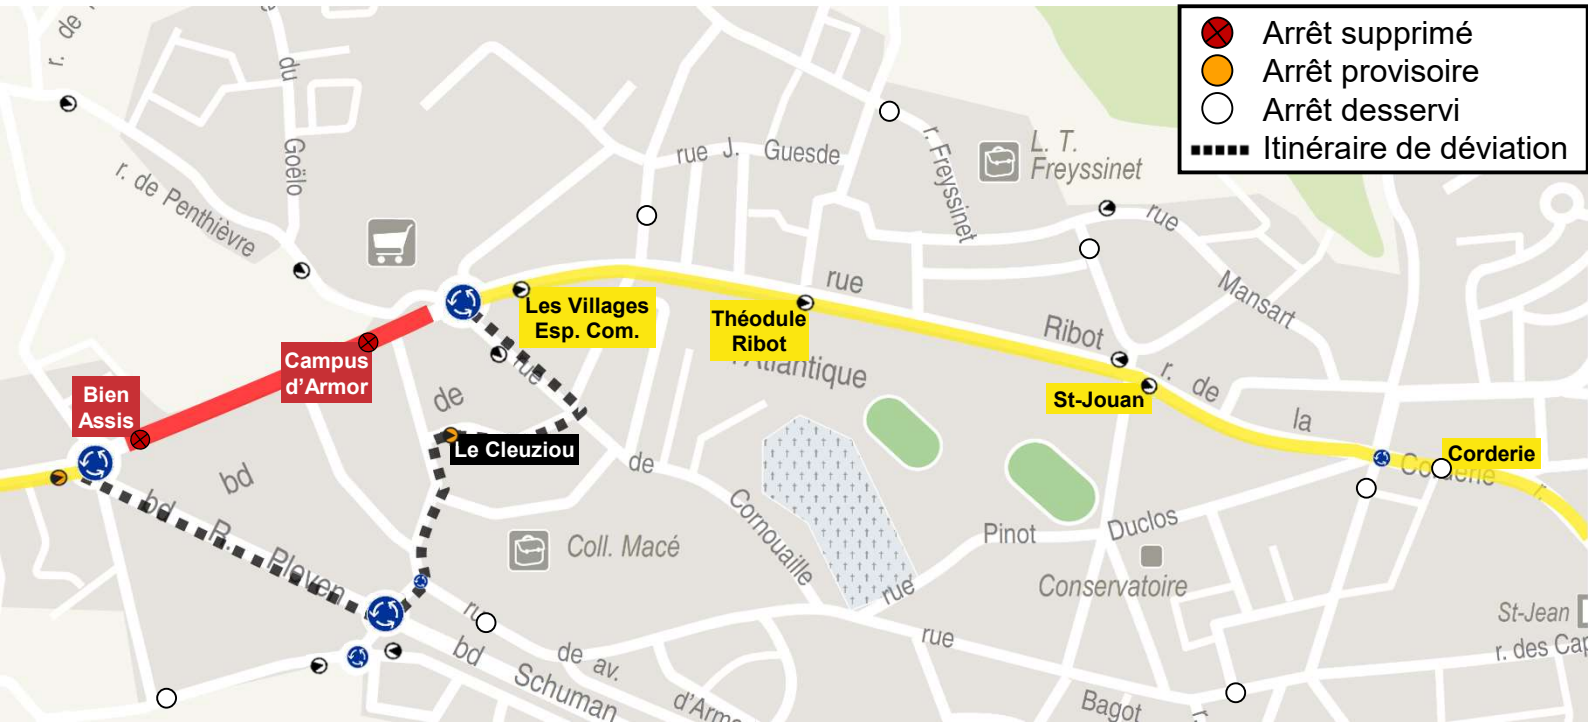 Arrêt supprimé
Arrêt provisoire
Arrêt desservi
Itinéraire de déviation
r. de
du
Goëlo
r. de Penthièvre
rue J. Guesde
r. Freyssinet
L. T.
Freyssinet
rue
Mansart
rue
Ribot
Les Villages
Esp. Com.
Théodule
Ribot
l'Atlantique
St-Jouan
r. de
la
Corderie
Corderie
r.
Campus
d'Armor
Bien
Assis
rue
de
Le Cleuziou
de
Cornouaille
bd
bd R. Pleven
Coll. Macé
Pinot
Duclos
Conservatoire
rue
rue
de av.
d'Armo
bd
Schuman
rue
Bagot
r.
St-Jean
r. des Cap